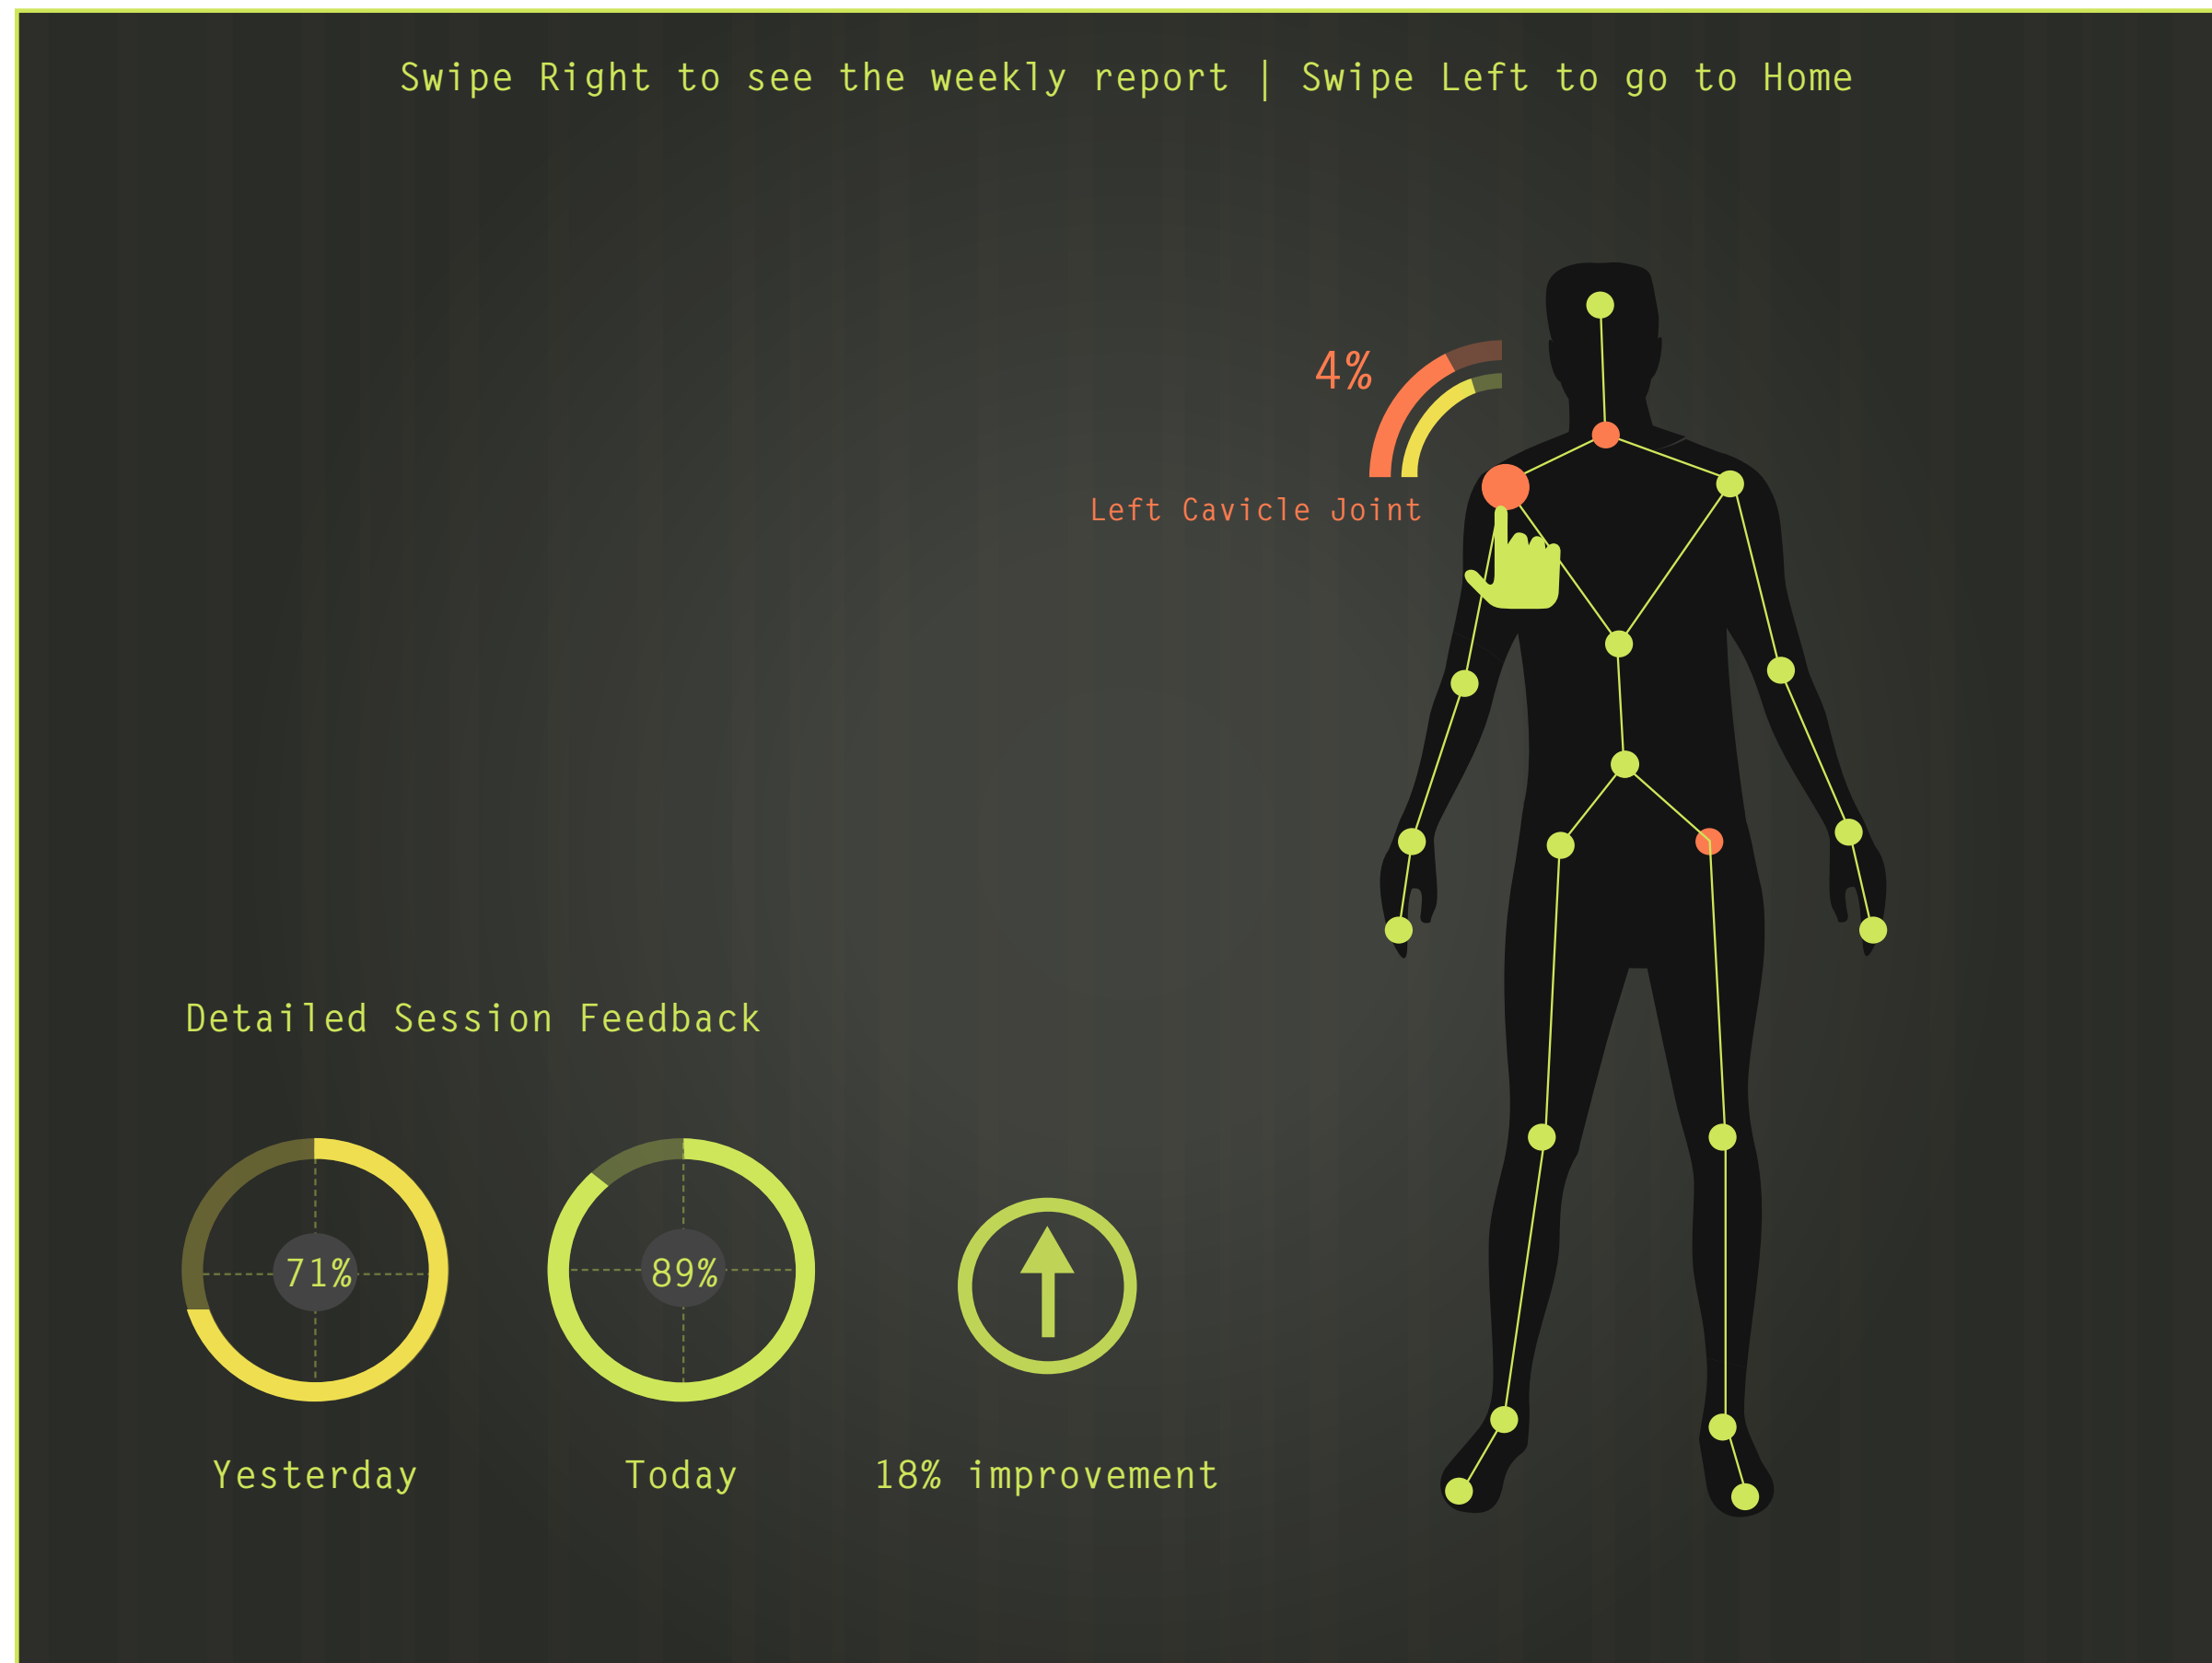 Swipe Right to see the weekly report | Swipe Left to go to Home
4%
Left Cavicle Joint
Detailed Session Feedback
71%
89%
Yesterday
Today
18% improvement